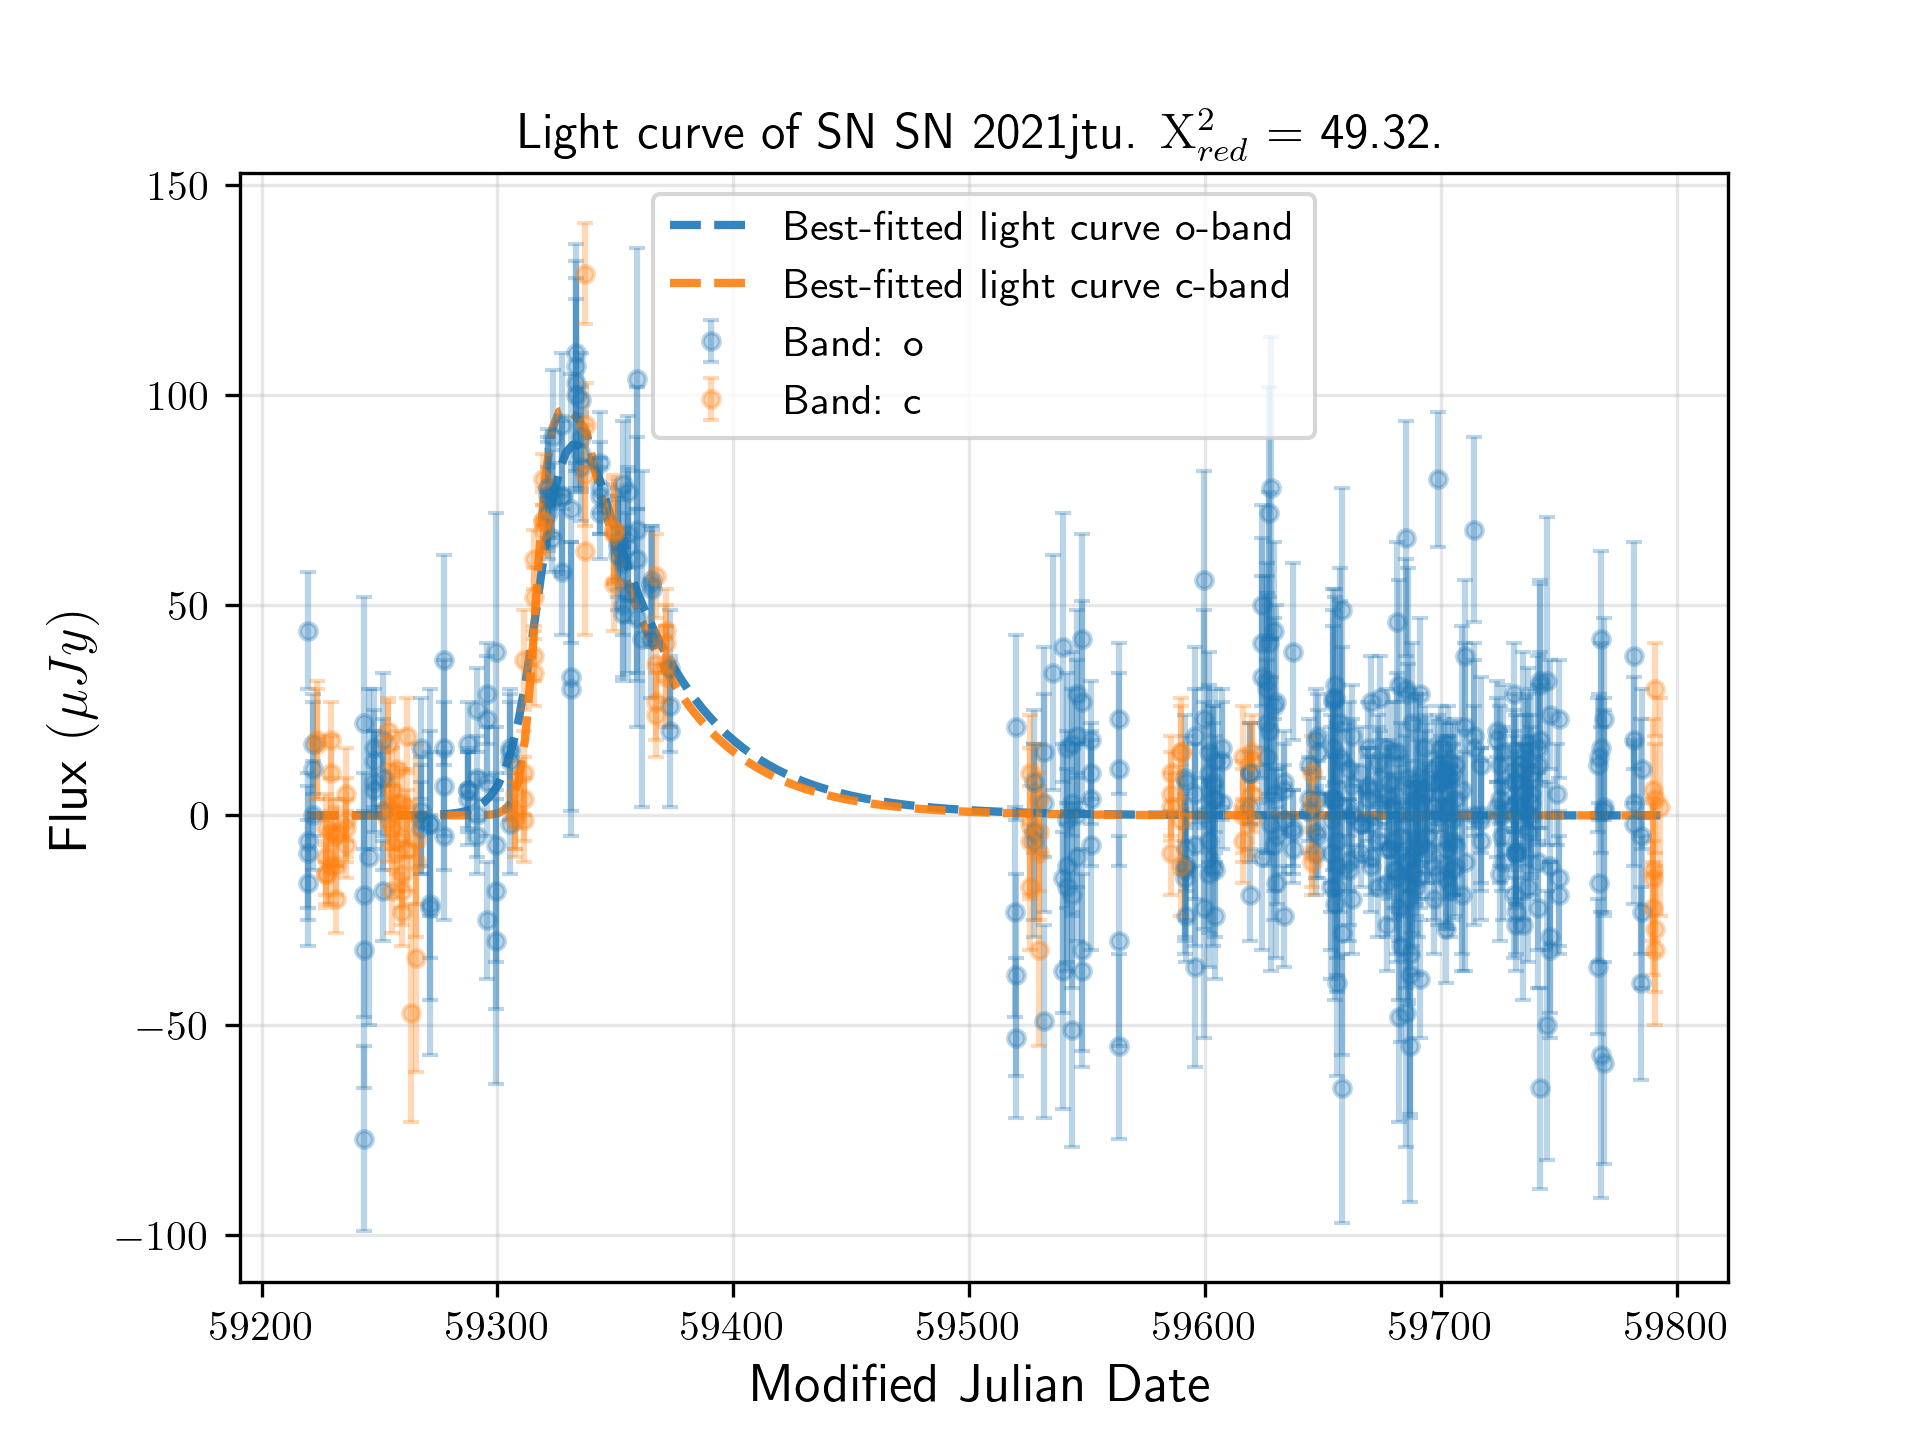 Light curve of SN SN 2021jtu. X²_red = 49.32.
Best-fitted light curve o-band
Best-fitted light curve c-band
Band: o
Band: c
150
100
50
0
−50
−100
Flux (μJy)
59200 59300 59400 59500 59600 59700 59800
Modified Julian Date